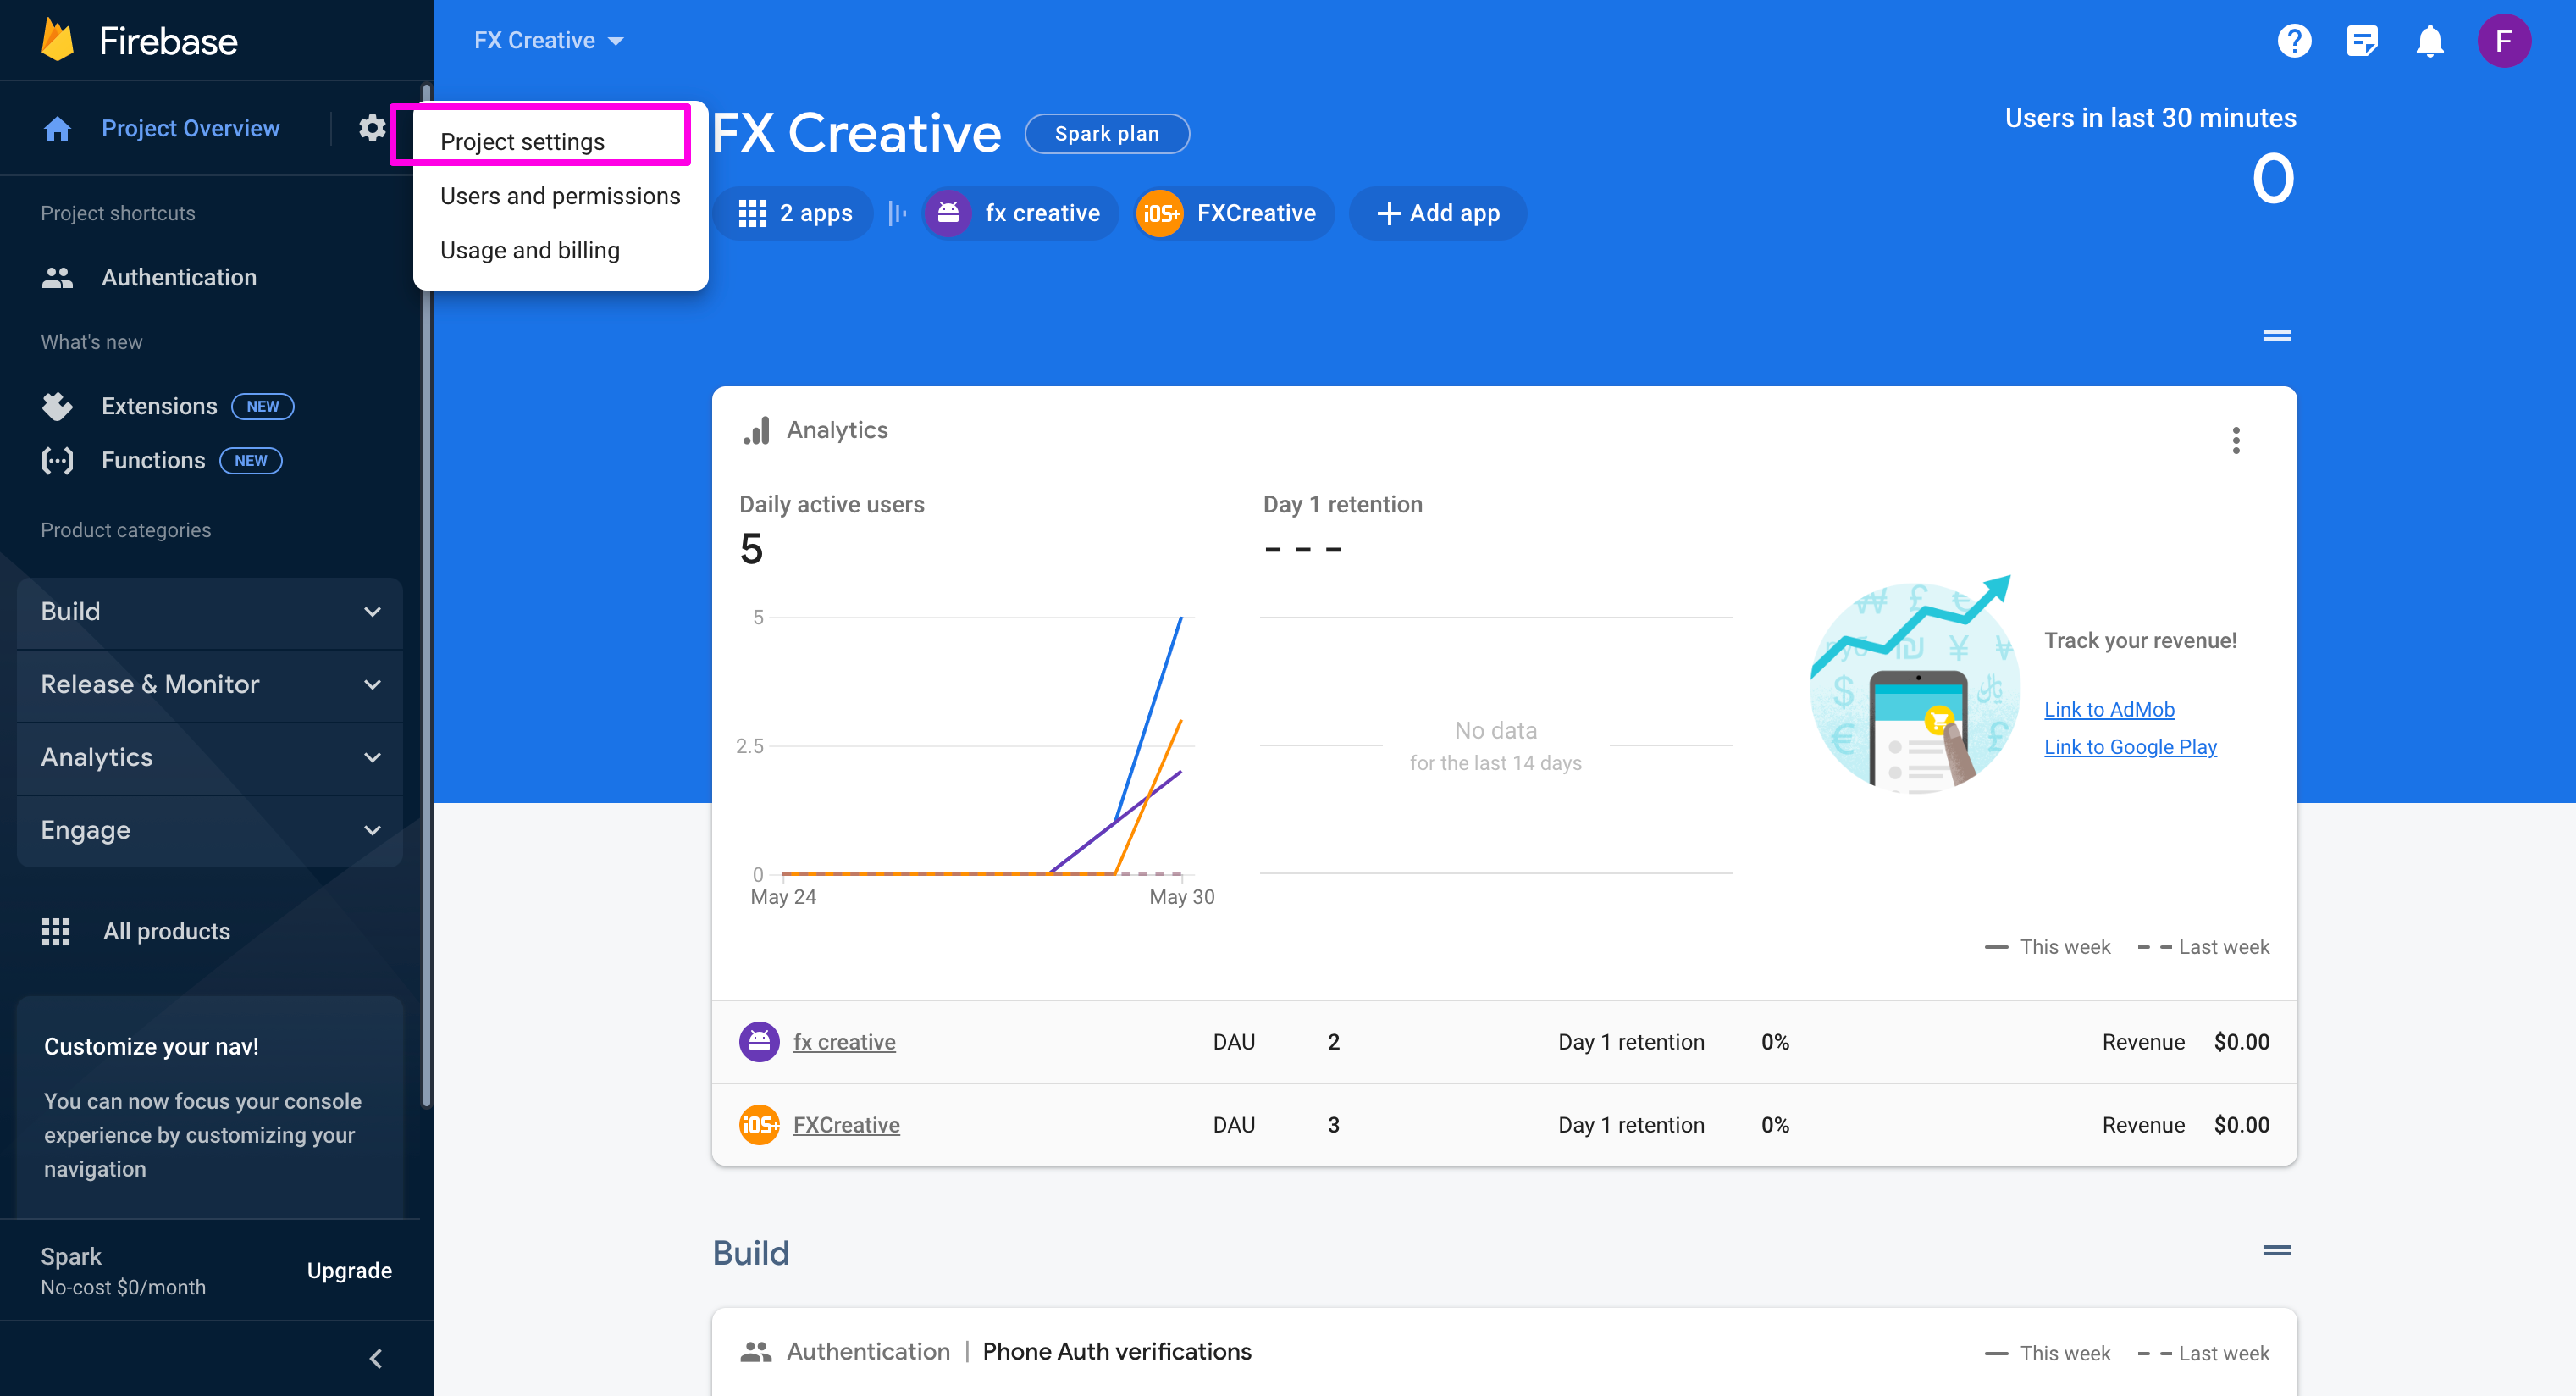 Firebase
FX Creative
F
Project Overview
Project settings
Users and permissions
Usage and billing
FX Creative
Spark plan
Users in last 30 minutes
0
2 apps
fx creative
iOS+
FXCreative
Add app
Project shortcuts
Authentication
What's new
Extensions
NEW
Functions
NEW
Product categories
Build
Release & Monitor
Analytics
Engage
All products
Customize your nav!
You can now focus your console
experience by customizing your
navigation
Spark
No-cost $0/month
Upgrade
Analytics
Daily active users
5
Day 1 retention
- - -
5
2.5
0
May 24
May 30
No data
for the last 14 days
Track your revenue!
Link to AdMob
Link to Google Play
This week
Last week
fx creative
DAU
2
Day 1 retention
0%
Revenue
$0.00
iOS+
FXCreative
DAU
3
Day 1 retention
0%
Revenue
$0.00
Build
Authentication
Phone Auth verifications
This week
Last week